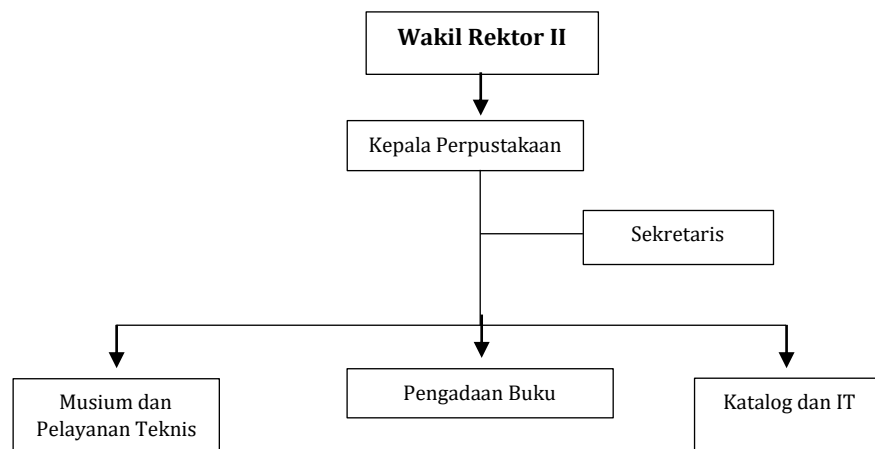 Wakil Rektor II
Kepala Perpustakaan
Sekretaris
Musium dan
Pelayanan Teknis
Pengadaan Buku
Katalog dan IT